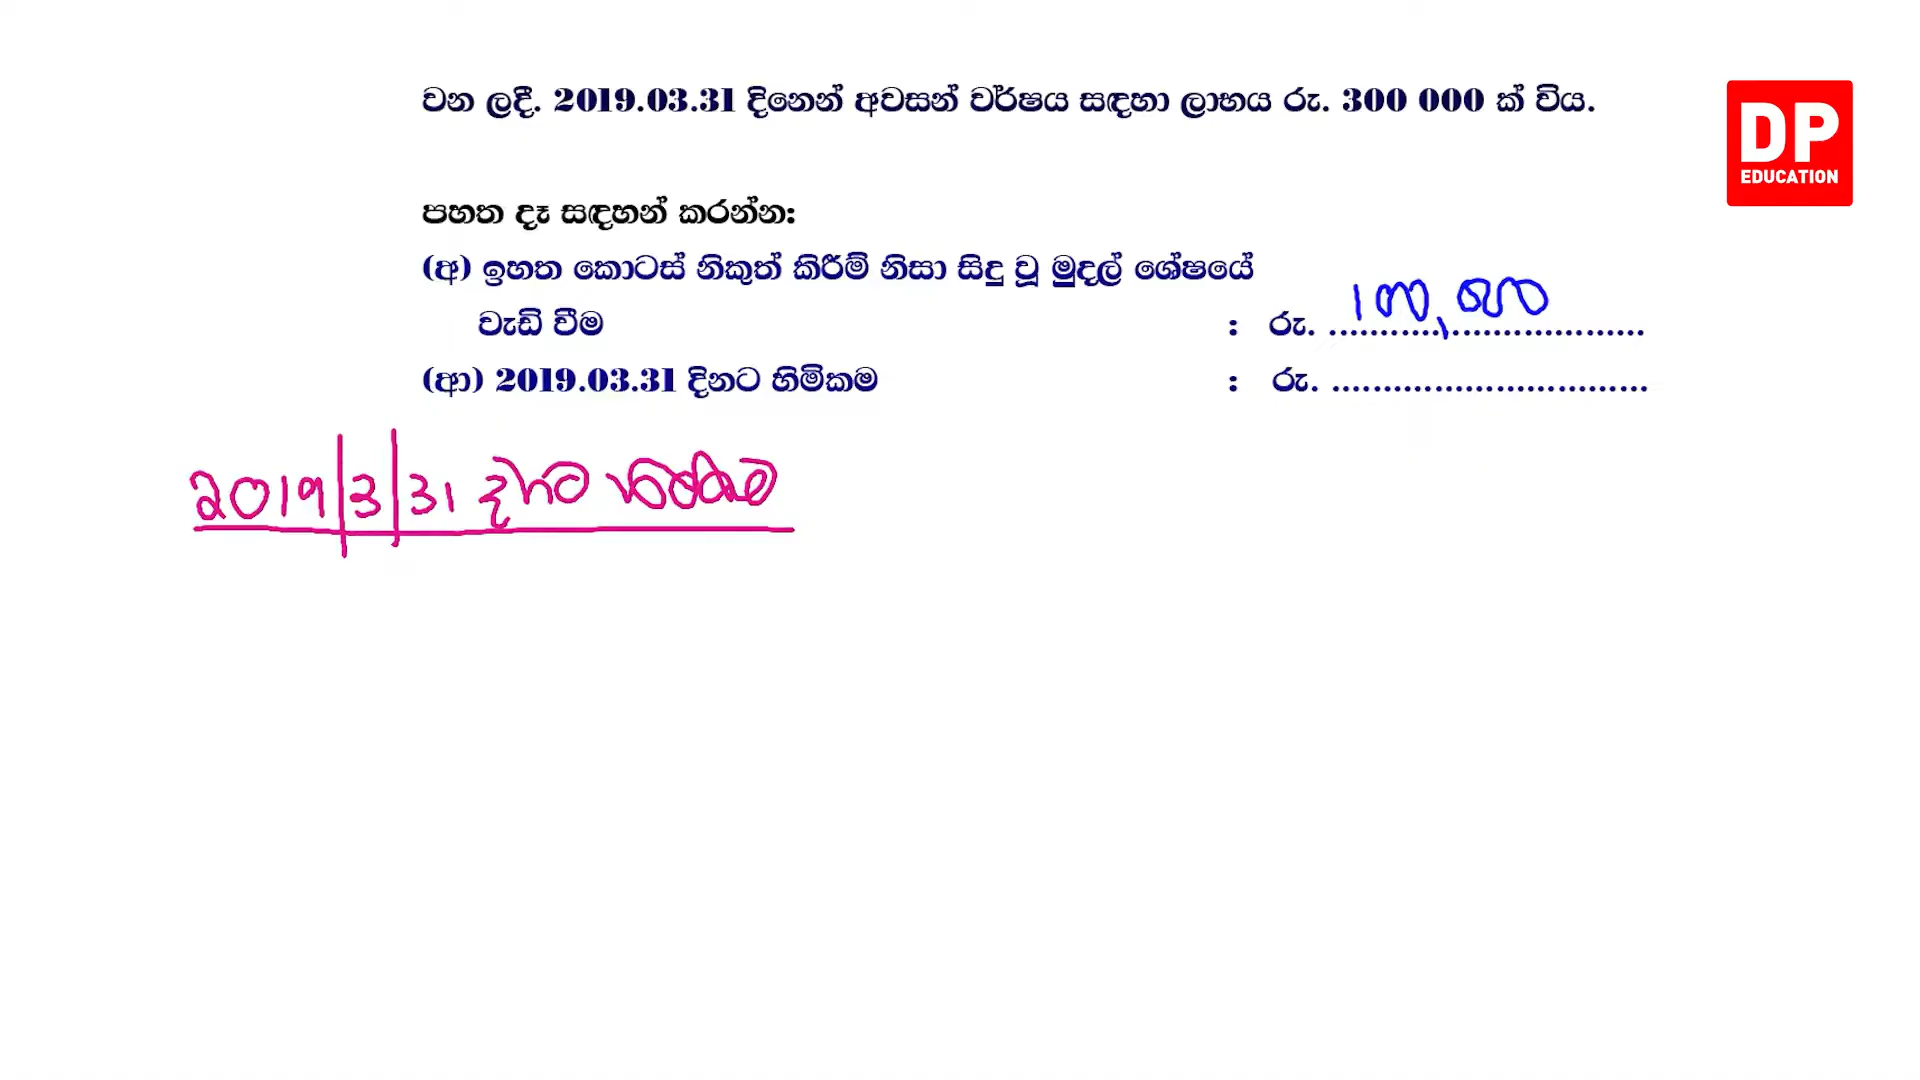 වන ලදී. 2019.03.31 දිනෙන් අවසන් වර්ෂය සඳහා ලාභය රු. 300 000 ක් විය.
DP
EDUCATION
පහත දෑ සඳහන් කරන්න:
(අ) ඉහත කොටස් නිකුත් කිරීම් නිසා සිදු වූ මුදල් ශේෂයේ
වැඩි වීම : රු. 100,000
(ආ) 2019.03.31 දිනට හිමිකම : රු. ...............................
2019|3|31 දිනට හිමිකම